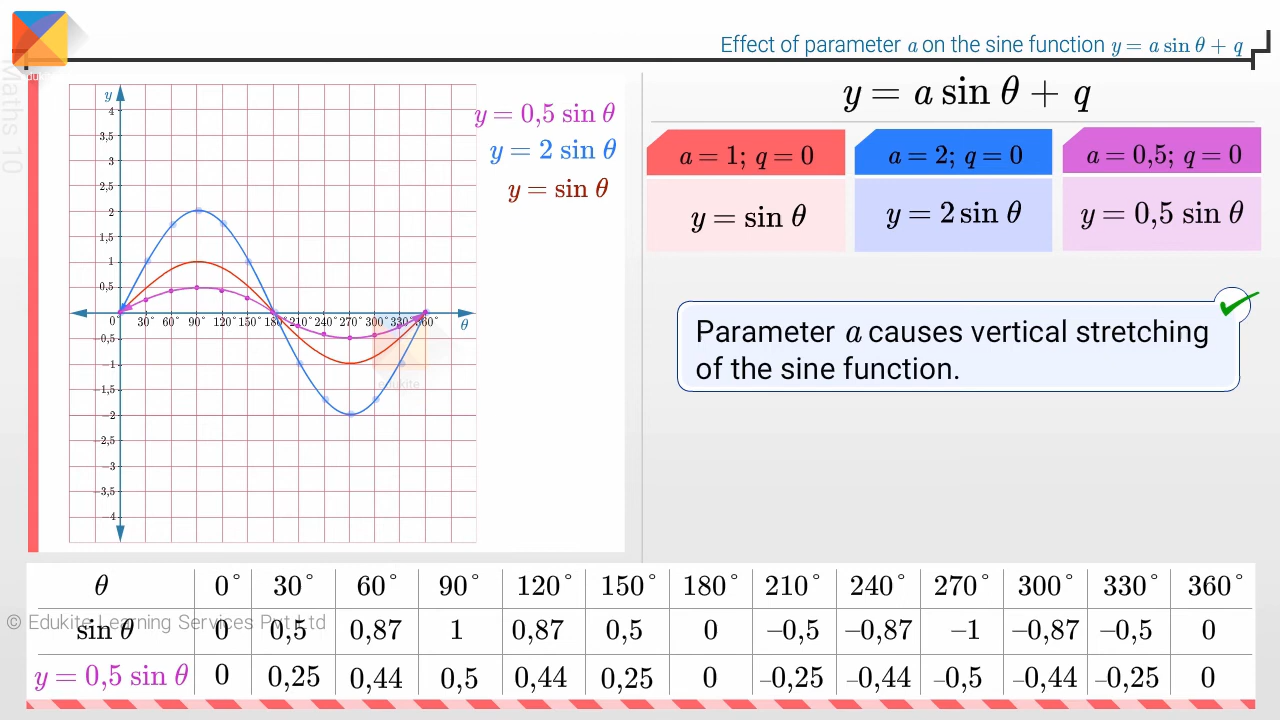 Effect of parameter a on the sine function y = a sin θ + q
Maths 10
y
4
3,5
3
2,5
2
1,5
1
0,5
0°
30° 60° 90° 120° 150° 180° 210° 240° 270° 300° 330° 360°
θ
–0,5
–1
–1,5
–2
–2,5
–3
–3,5
–4
edukite
y = 0,5 sin θ
y = 2 sin θ
y = sin θ
y = a sin θ + q
a = 1; q = 0 a = 2; q = 0 a = 0,5; q = 0
y = sin θ y = 2 sin θ y = 0,5 sin θ
Parameter a causes vertical stretching
of the sine function.
θ 0° 30° 60° 90° 120° 150° 180° 210° 240° 270° 300° 330° 360°
© Edukite Learning Services Pvt Ltd
sin θ 0 0,5 0,87 1 0,87 0,5 0 –0,5 –0,87 –1 –0,87 –0,5 0
y = 0,5 sin θ 0 0,25 0,44 0,5 0,44 0,25 0 –0,25 –0,44 –0,5 –0,44 –0,25 0